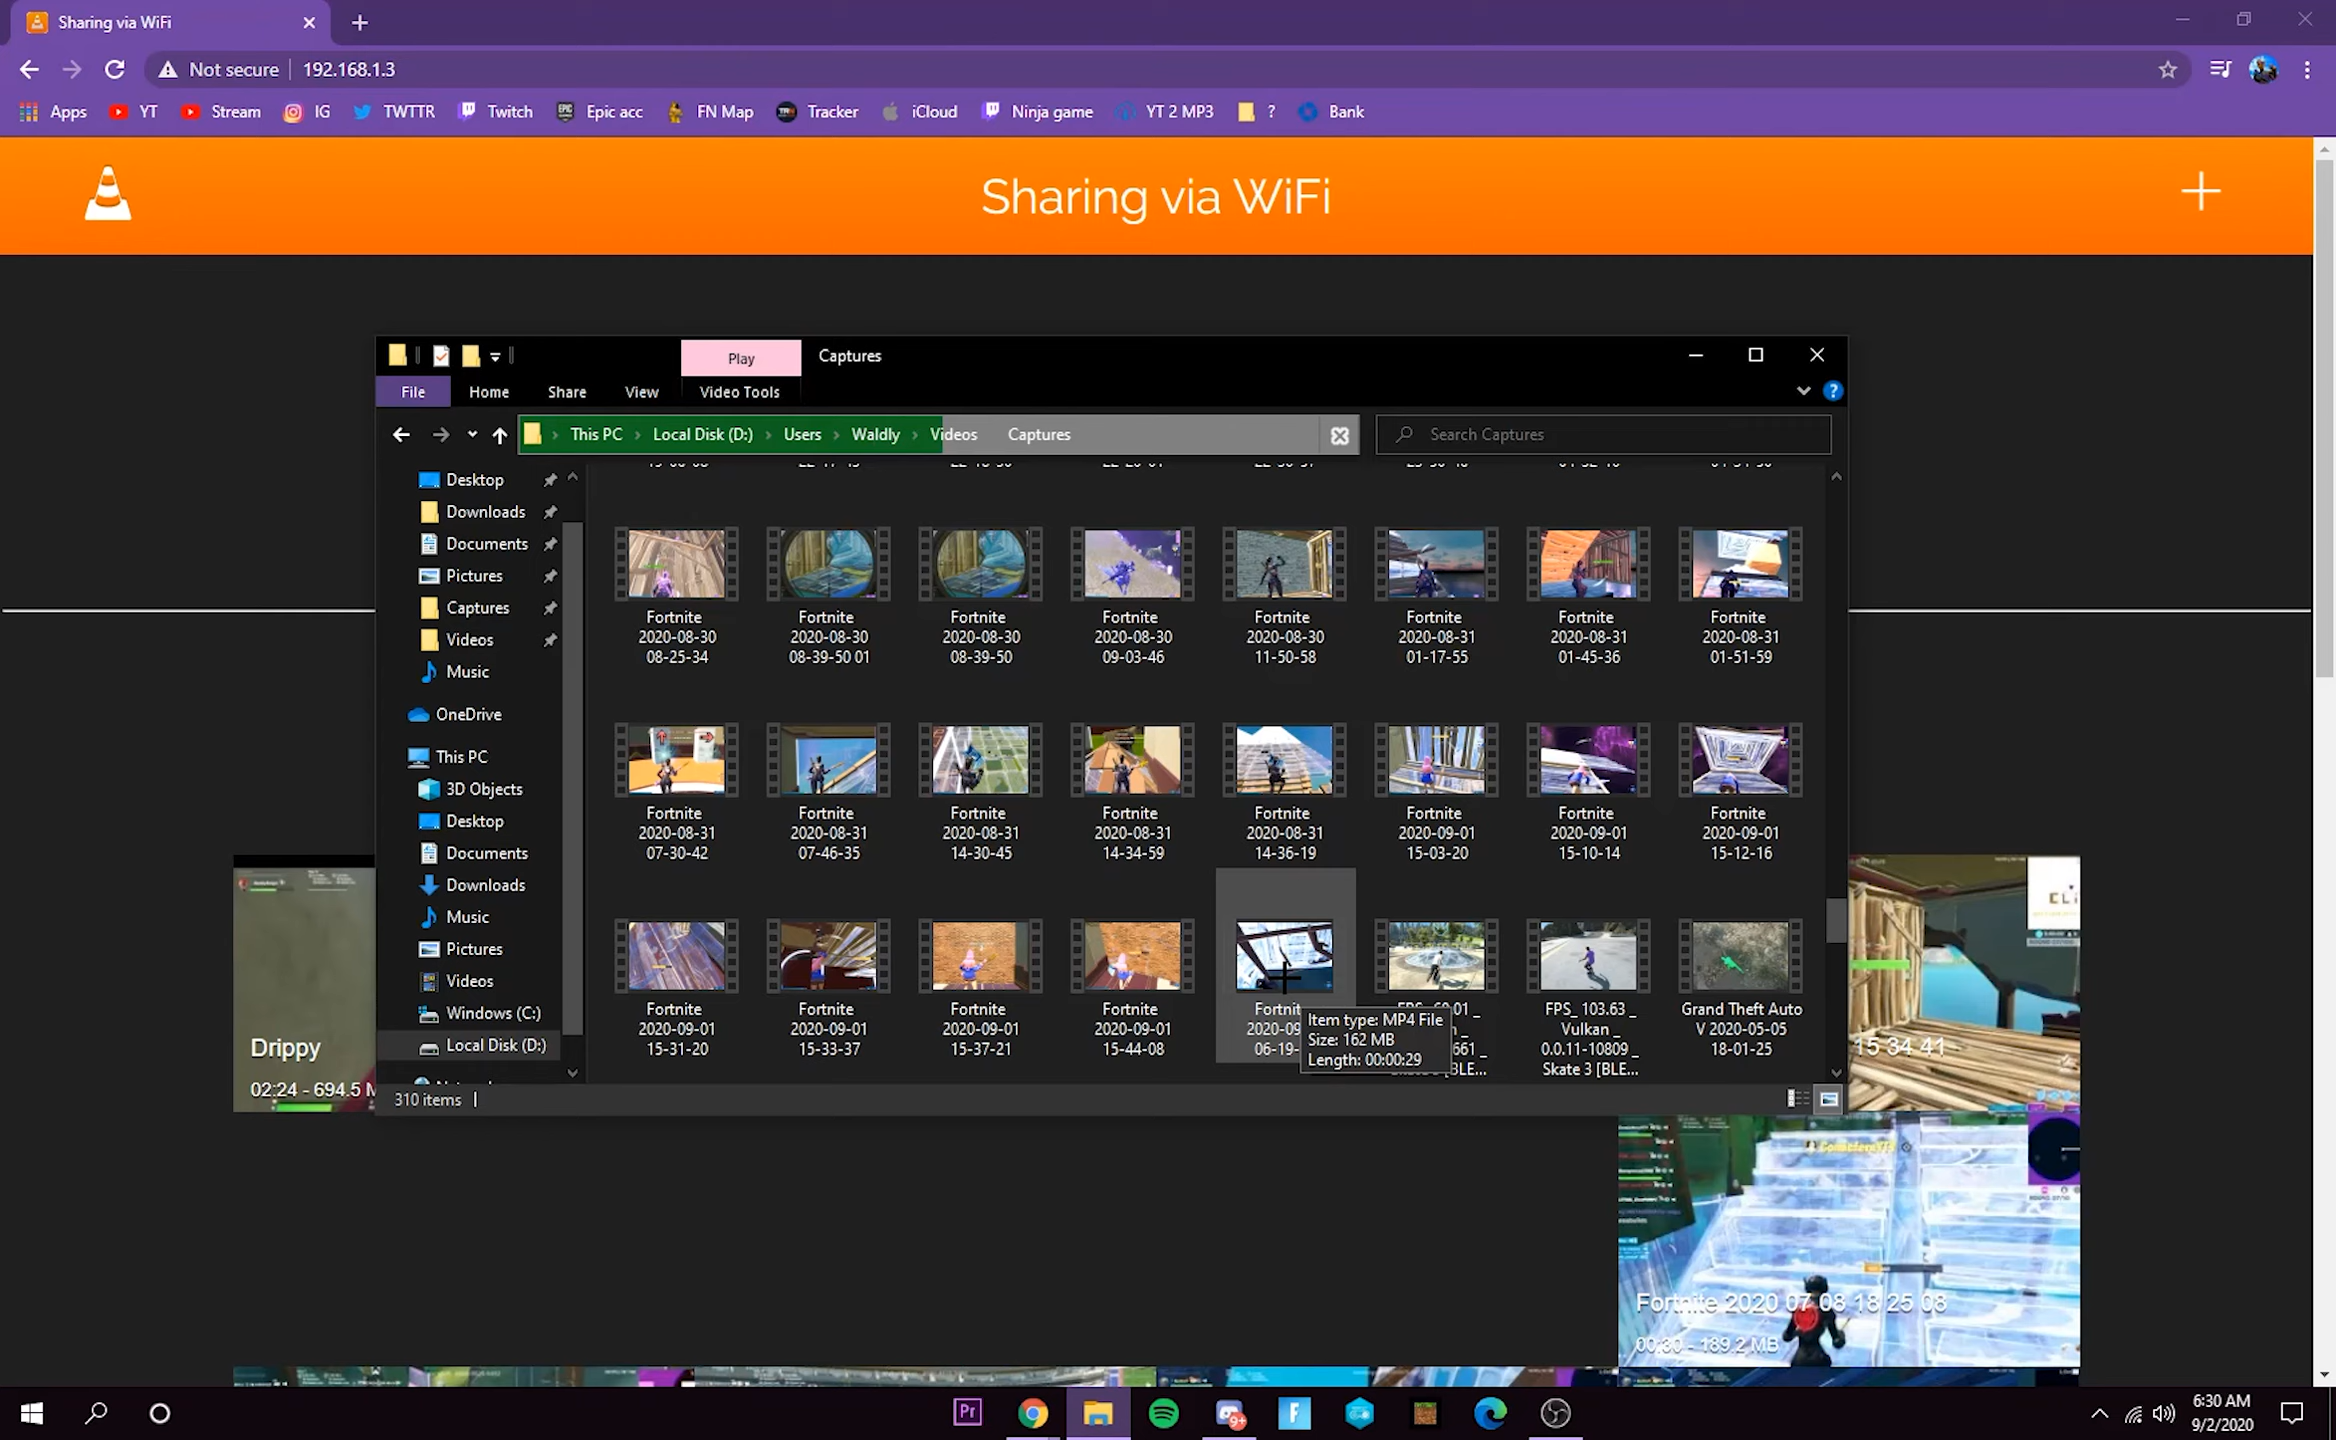 Sharing via WiFi
Not secure 192.168.1.3
Apps YT Stream IG TWTTR Twitch Epic acc FN Map Tracker iCloud Ninja game YT 2 MP3 ? Bank
Sharing via WiFi
Play Captures
File Home Share View Video Tools
This PC Local Disk (D:) Users Waldly Videos Captures Search Captures
Desktop
Downloads
Documents
Pictures
Captures
Videos
Music
OneDrive
This PC
3D Objects
Desktop
Documents
Downloads
Music
Pictures
Videos
Windows (C:)
Local Disk (D:)
Fortnite Fortnite Fortnite Fortnite Fortnite Fortnite Fortnite Fortnite
2020-08-30 2020-08-30 2020-08-30 2020-08-30 2020-08-30 2020-08-31 2020-08-31 2020-08-31
08-25-34 08-39-50 01 08-39-50 09-03-46 11-50-58 01-17-55 01-45-36 01-51-59
Fortnite Fortnite Fortnite Fortnite Fortnite Fortnite Fortnite Fortnite
2020-08-31 2020-08-31 2020-08-31 2020-08-31 2020-08-31 2020-09-01 2020-09-01 2020-09-01
07-30-42 07-46-35 14-30-45 14-34-59 14-36-19 15-03-20 15-10-14 15-12-16
Fortnite Fortnite Fortnite Fortnite FPS_ 103.63 _ Grand Theft Auto
2020-09-01 2020-09-01 2020-09-01 2020-09-01 Vulkan _ V 2020-05-05
15-31-20 15-33-37 15-37-21 15-44-08 06-19- 0.0.11-10809 _ 18-01-25
Skate 3 [BLE...
Item type: MP4 File
Size: 162 MB
Length: 00:00:29
310 items
Drippy
02:24 - 694.5 M
15 34 41
Fortnite 2020 07 08 18 25 08
00:30 - 189.2 MB
Pr 9+ F
6:30 AM
9/2/2020